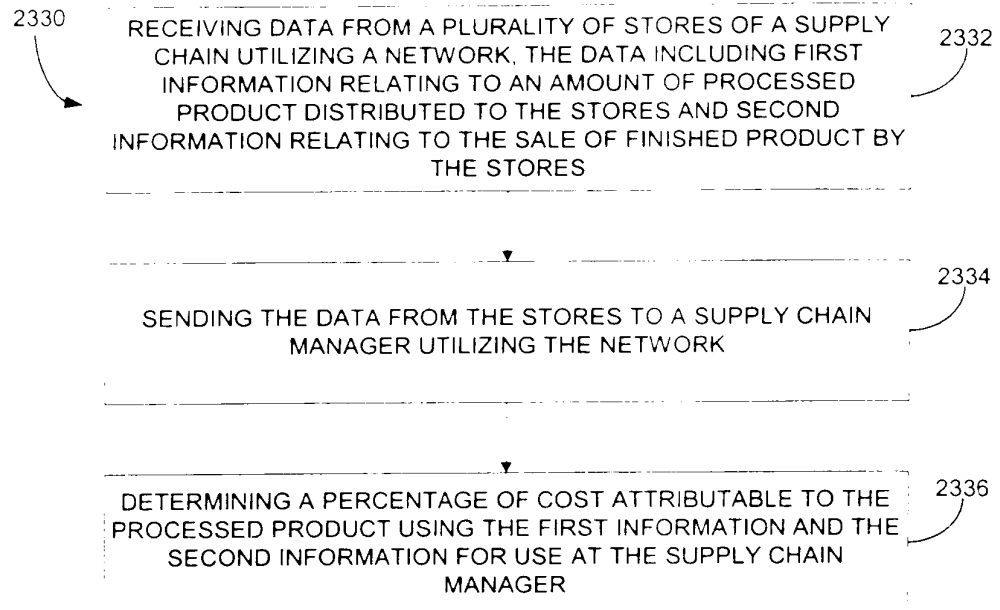 2330
RECEIVING DATA FROM A PLURALITY OF STORES OF A SUPPLY
CHAIN UTILIZING A NETWORK, THE DATA INCLUDING FIRST
INFORMATION RELATING TO AN AMOUNT OF PROCESSED
PRODUCT DISTRIBUTED TO THE STORES AND SECOND
INFORMATION RELATING TO THE SALE OF FINISHED PRODUCT BY
THE STORES
2332
SENDING THE DATA FROM THE STORES TO A SUPPLY CHAIN
MANAGER UTILIZING THE NETWORK
2334
DETERMINING A PERCENTAGE OF COST ATTRIBUTABLE TO THE
PROCESSED PRODUCT USING THE FIRST INFORMATION AND THE
SECOND INFORMATION FOR USE AT THE SUPPLY CHAIN
MANAGER
2336